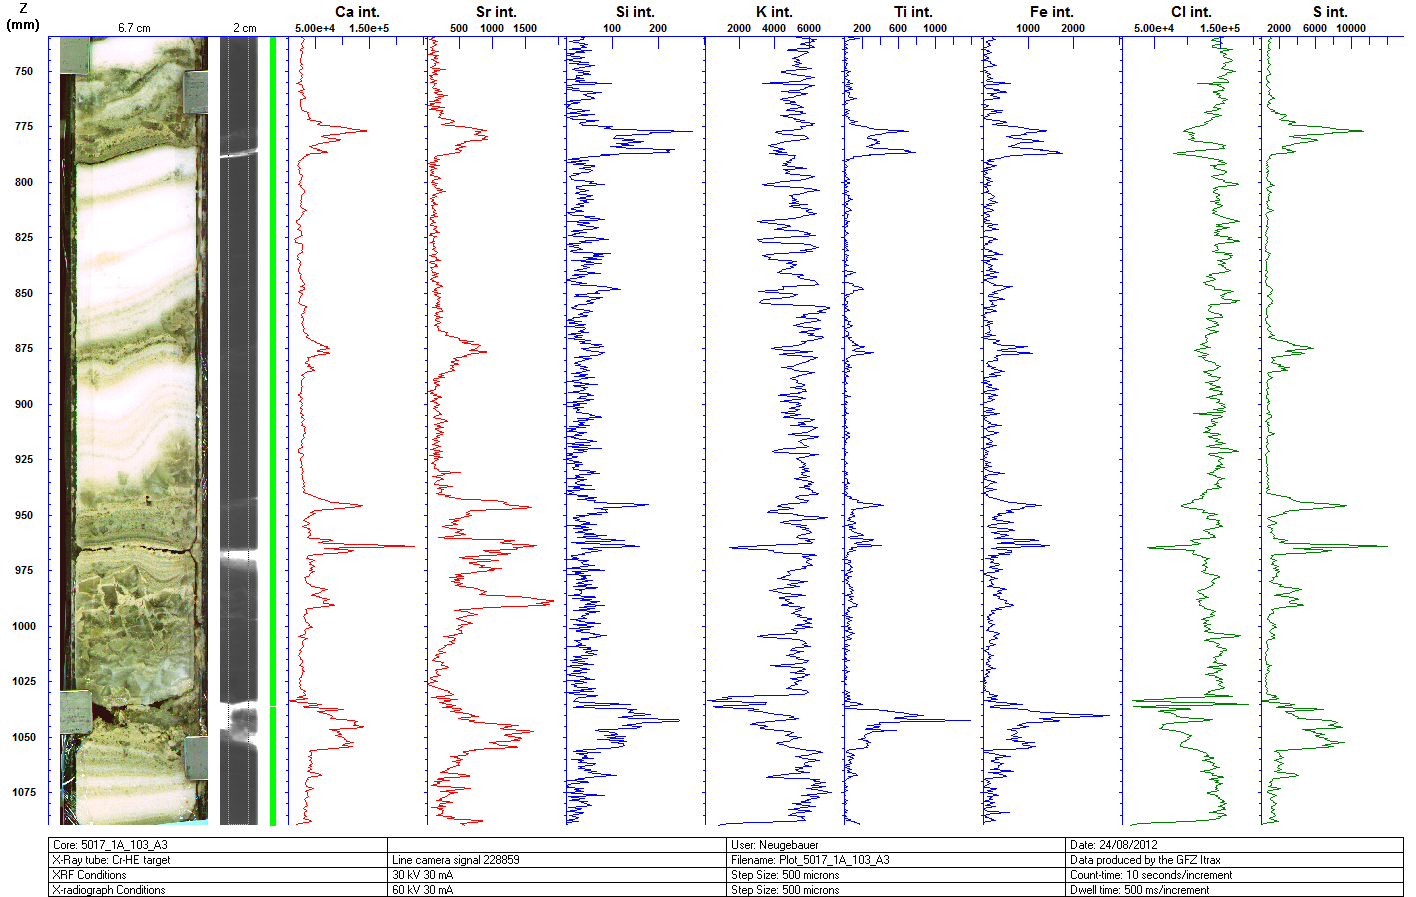 Z
(mm)
6.7 cm
2 cm
Ca int.
Sr int.
Si int.
K int.
Ti int.
Fe int.
Cl int.
S int.
5.00e+4 1.50e+5
500 1000 1500
100 200
2000 4000 6000
200 600 1000
1000 2000
5.00e+4 1.50e+5
2000 6000 10000
750
775
800
825
850
875
900
925
950
975
1000
1025
1050
1075
Core: 5017_1A_103_A3 User: Neugebauer Date: 24/08/2012
X-Ray tube: Cr-HE target Line camera signal 228859 Filename: Plot_5017_1A_103_A3 Data produced by the GFZ Itrax
XRF Conditions 30 kV 30 mA Step Size: 500 microns Count-time: 10 seconds/increment
X-radiograph Conditions 60 kV 30 mA Step Size: 500 microns Dwell time: 500 ms/increment